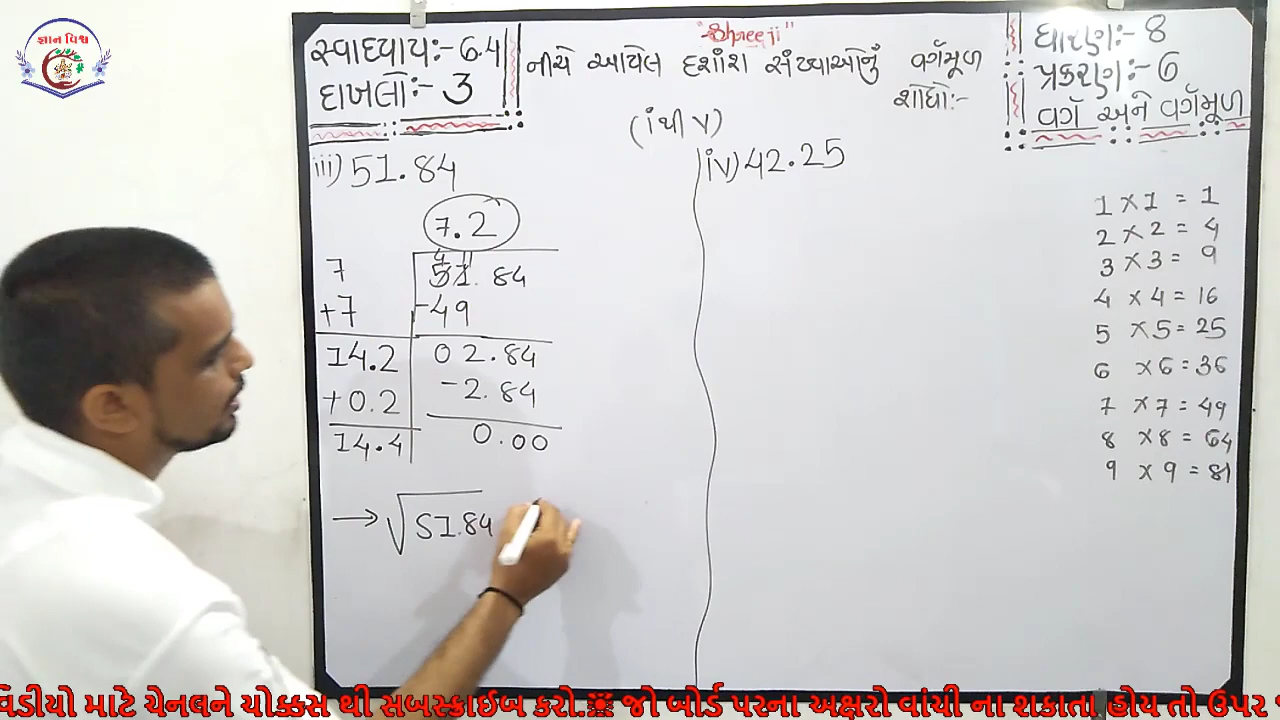 જ્ઞાન વિશ્વ
"Shreeji"
સ્વાધ્યાય:- 6.4
દાખલો:- 3
નીચે આપેલ દશાંશ સંખ્યાઓનું વર્ગમૂળ
શોધો:-
(i થી v)
ધોરણ:- 8
પ્રકરણ:- 6
વર્ગ અને વર્ગમૂળ
iii) 51.84
7.2
7
4 11
51.84
+7
-49
14.2
02.84
+0.2
-2.84
14.4
0.00
→ √51.84
iv) 42.25
1 × 1 = 1
2 × 2 = 4
3 × 3 = 9
4 × 4 = 16
5 × 5 = 25
6 × 6 = 36
7 × 7 = 49
8 × 8 = 64
9 × 9 = 81
વિડીયો માટે ચેનલને ચોક્કસ થી સબસ્ક્રાઈબ કરો. જો બોર્ડ પરના અક્ષરો વાંચી ના શકાતા હોય તો ઉપર